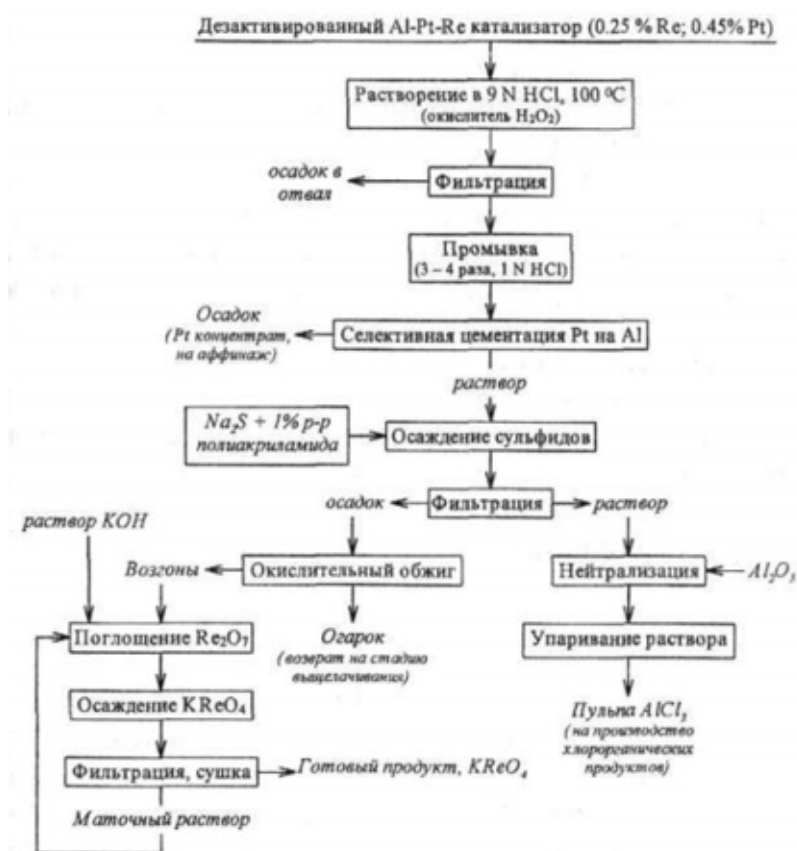 Дезактивированный Al-Pt-Re катализатор (0.25 % Re; 0.45% Pt)
Растворение в 9 N HCl, 100 ⁰C
(окислитель H₂O₂)
Фильтрация
осадок в
отвал
Промывка
(3 – 4 раза, 1 N HCl)
Селективная цементация Pt на Al
Осадок
(Pt концентрат,
на аффинаж)
раствор
Na₂S + 1% р-р
полиакриламида
Осаждение сульфидов
осадок
Фильтрация
раствор
раствор KOH
Возгоны
Окислительный обжиг
Нейтрализация
Al₂O₃
Поглощение Re₂O₇
Огарок
(возврат на стадию
выщелачивания)
Упаривание раствора
Осаждение KReO₄
Пульпа AlCl₃
(на производство
хлорорганических
продуктов)
Фильтрация, сушка
Готовый продукт, KReO₄
Маточный раствор